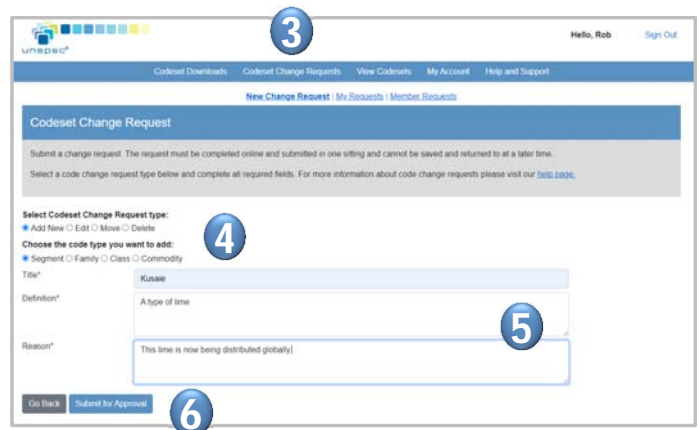 3
Hello, Rob Sign Out
unspsc®
Codeset Downloads Codeset Change Requests View Codesets My Account Help and Support
New Change Request | My Requests | Member Requests
Codeset Change Request
Submit a change request. The request must be completed online and submitted in one sitting and cannot be saved and returned to at a later time.
Select a code change request type below and complete all required fields. For more information about code change requests please visit our help page.
Select Codeset Change Request type:
Add New Edit Move Delete
4
Choose the code type you want to add:
Segment Family Class Commodity
Title* Kusaie
Definition* A type of lime
5
Reason* This lime is now being distributed globally
Go Back Submit for Approval
6